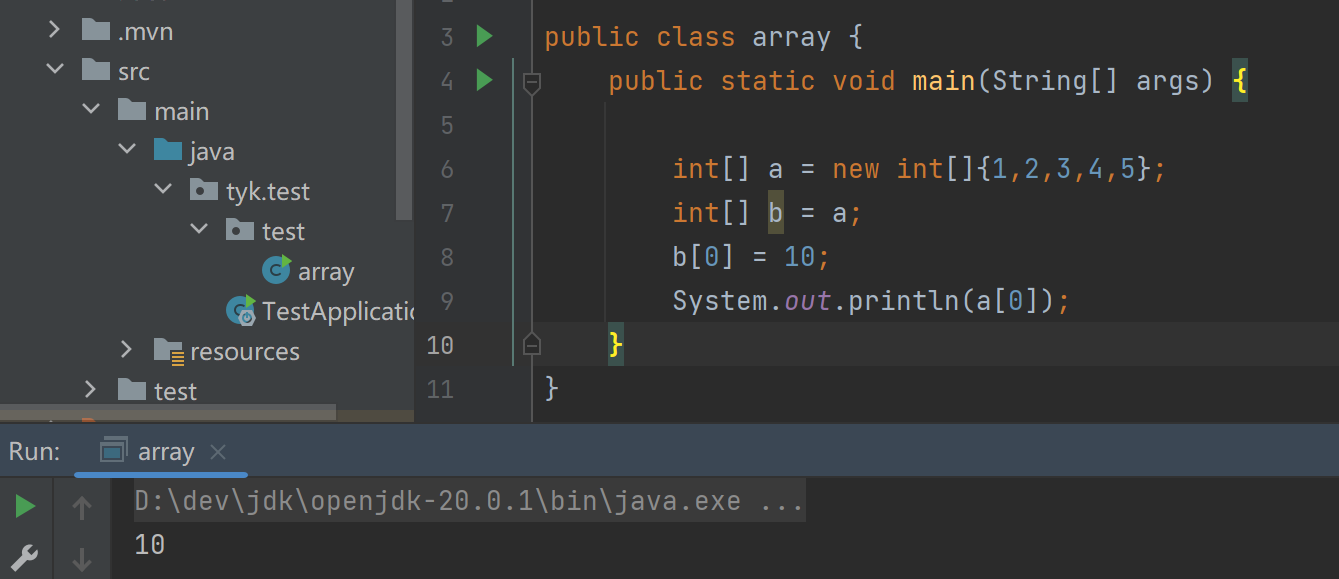 .mvn
src
main
java
tyk.test
test
array
TestApplicatio
resources
test
3 public class array {
4 public static void main(String[] args) {
5
6 int[] a = new int[]{1,2,3,4,5};
7 int[] b = a;
8 b[0] = 10;
9 System.out.println(a[0]);
10 }
11 }
Run: array
D:\dev\jdk\openjdk-20.0.1\bin\java.exe ...
10